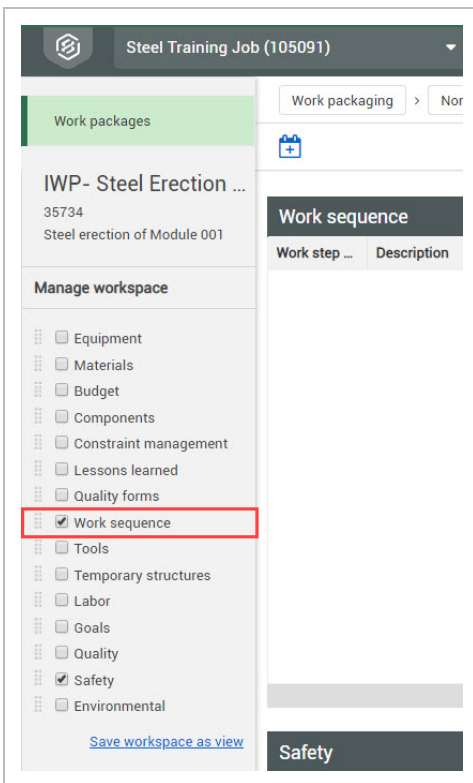 Steel Training Job (105091)
Work packages
Work packaging > Nor
IWP- Steel Erection ...
35734
Steel erection of Module 001
Manage workspace
Equipment
Materials
Budget
Components
Constraint management
Lessons learned
Quality forms
Work sequence
Tools
Temporary structures
Labor
Goals
Quality
Safety
Environmental
Save workspace as view
Work sequence
Work step ... Description
Safety